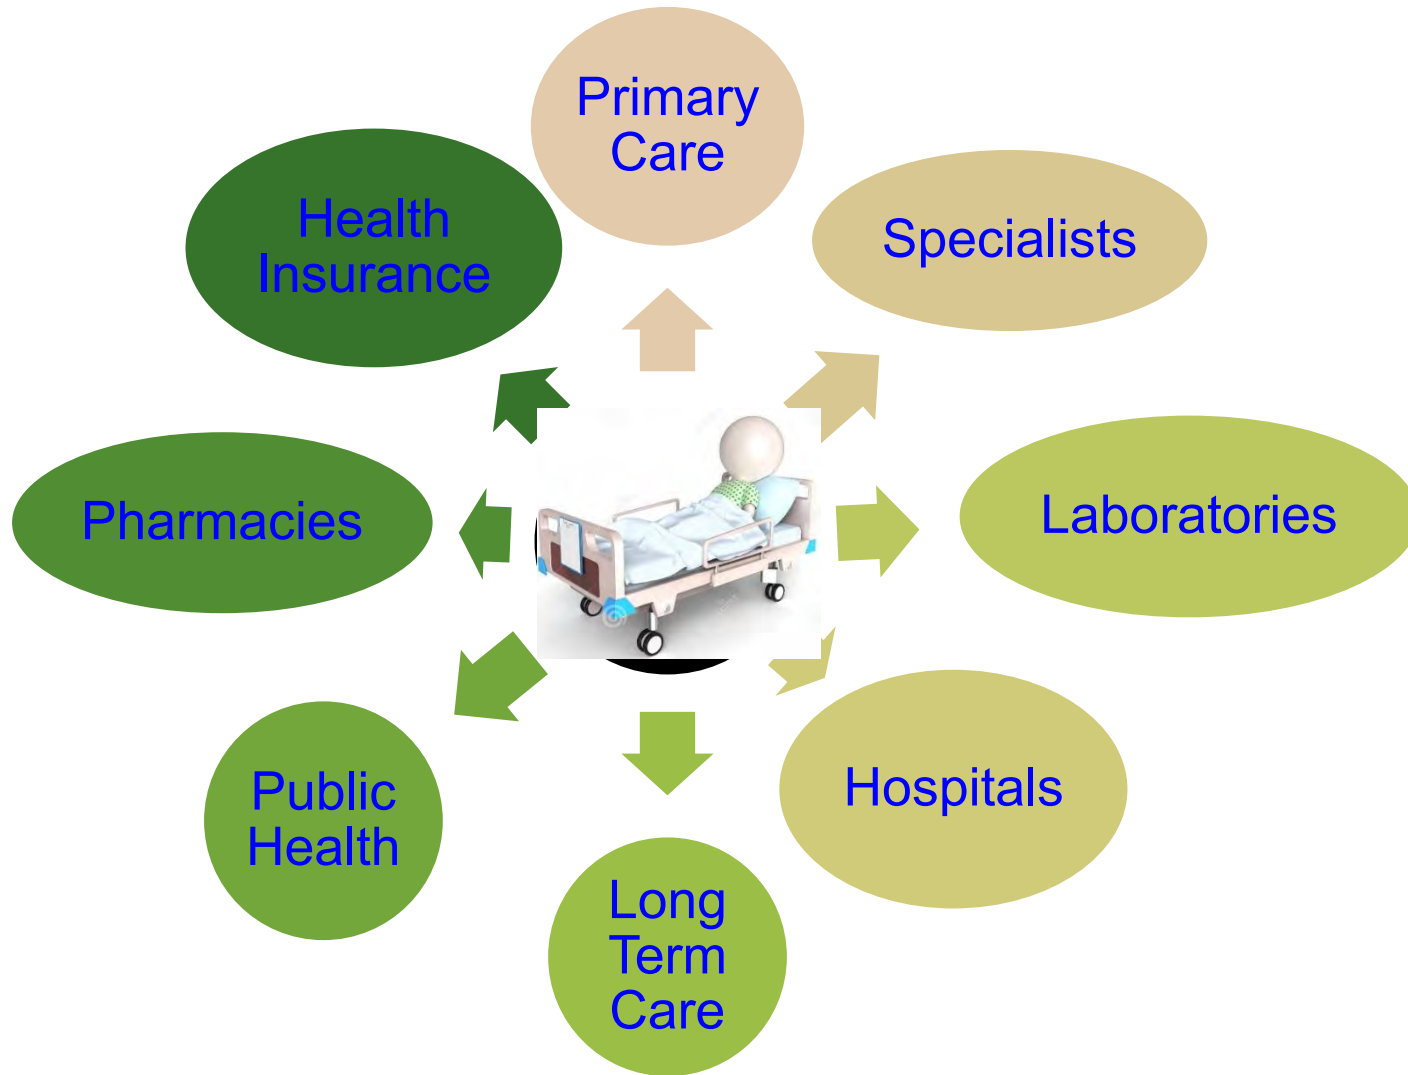 Primary
Care
Specialists
Laboratories
Hospitals
Long
Term
Care
Public
Health
Pharmacies
Health
Insurance